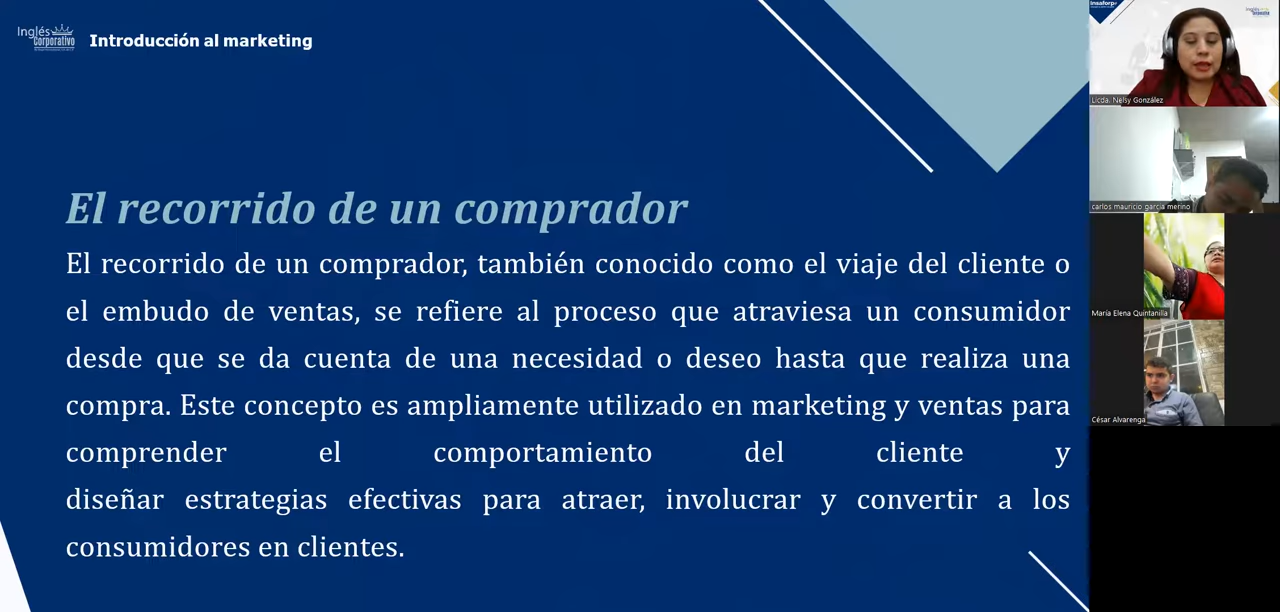 Inglés
Corporativo
Introducción al marketing
El recorrido de un comprador
El recorrido de un comprador, también conocido como el viaje del cliente o
el embudo de ventas, se refiere al proceso que atraviesa un consumidor
desde que se da cuenta de una necesidad o deseo hasta que realiza una
compra. Este concepto es ampliamente utilizado en marketing y ventas para
comprender el comportamiento del cliente y
diseñar estrategias efectivas para atraer, involucrar y convertir a los
consumidores en clientes.
Insaforp
Licda. Nelsy González
carlos mauricio garcia merino
María Elena Quintanilla
César Alvarenga